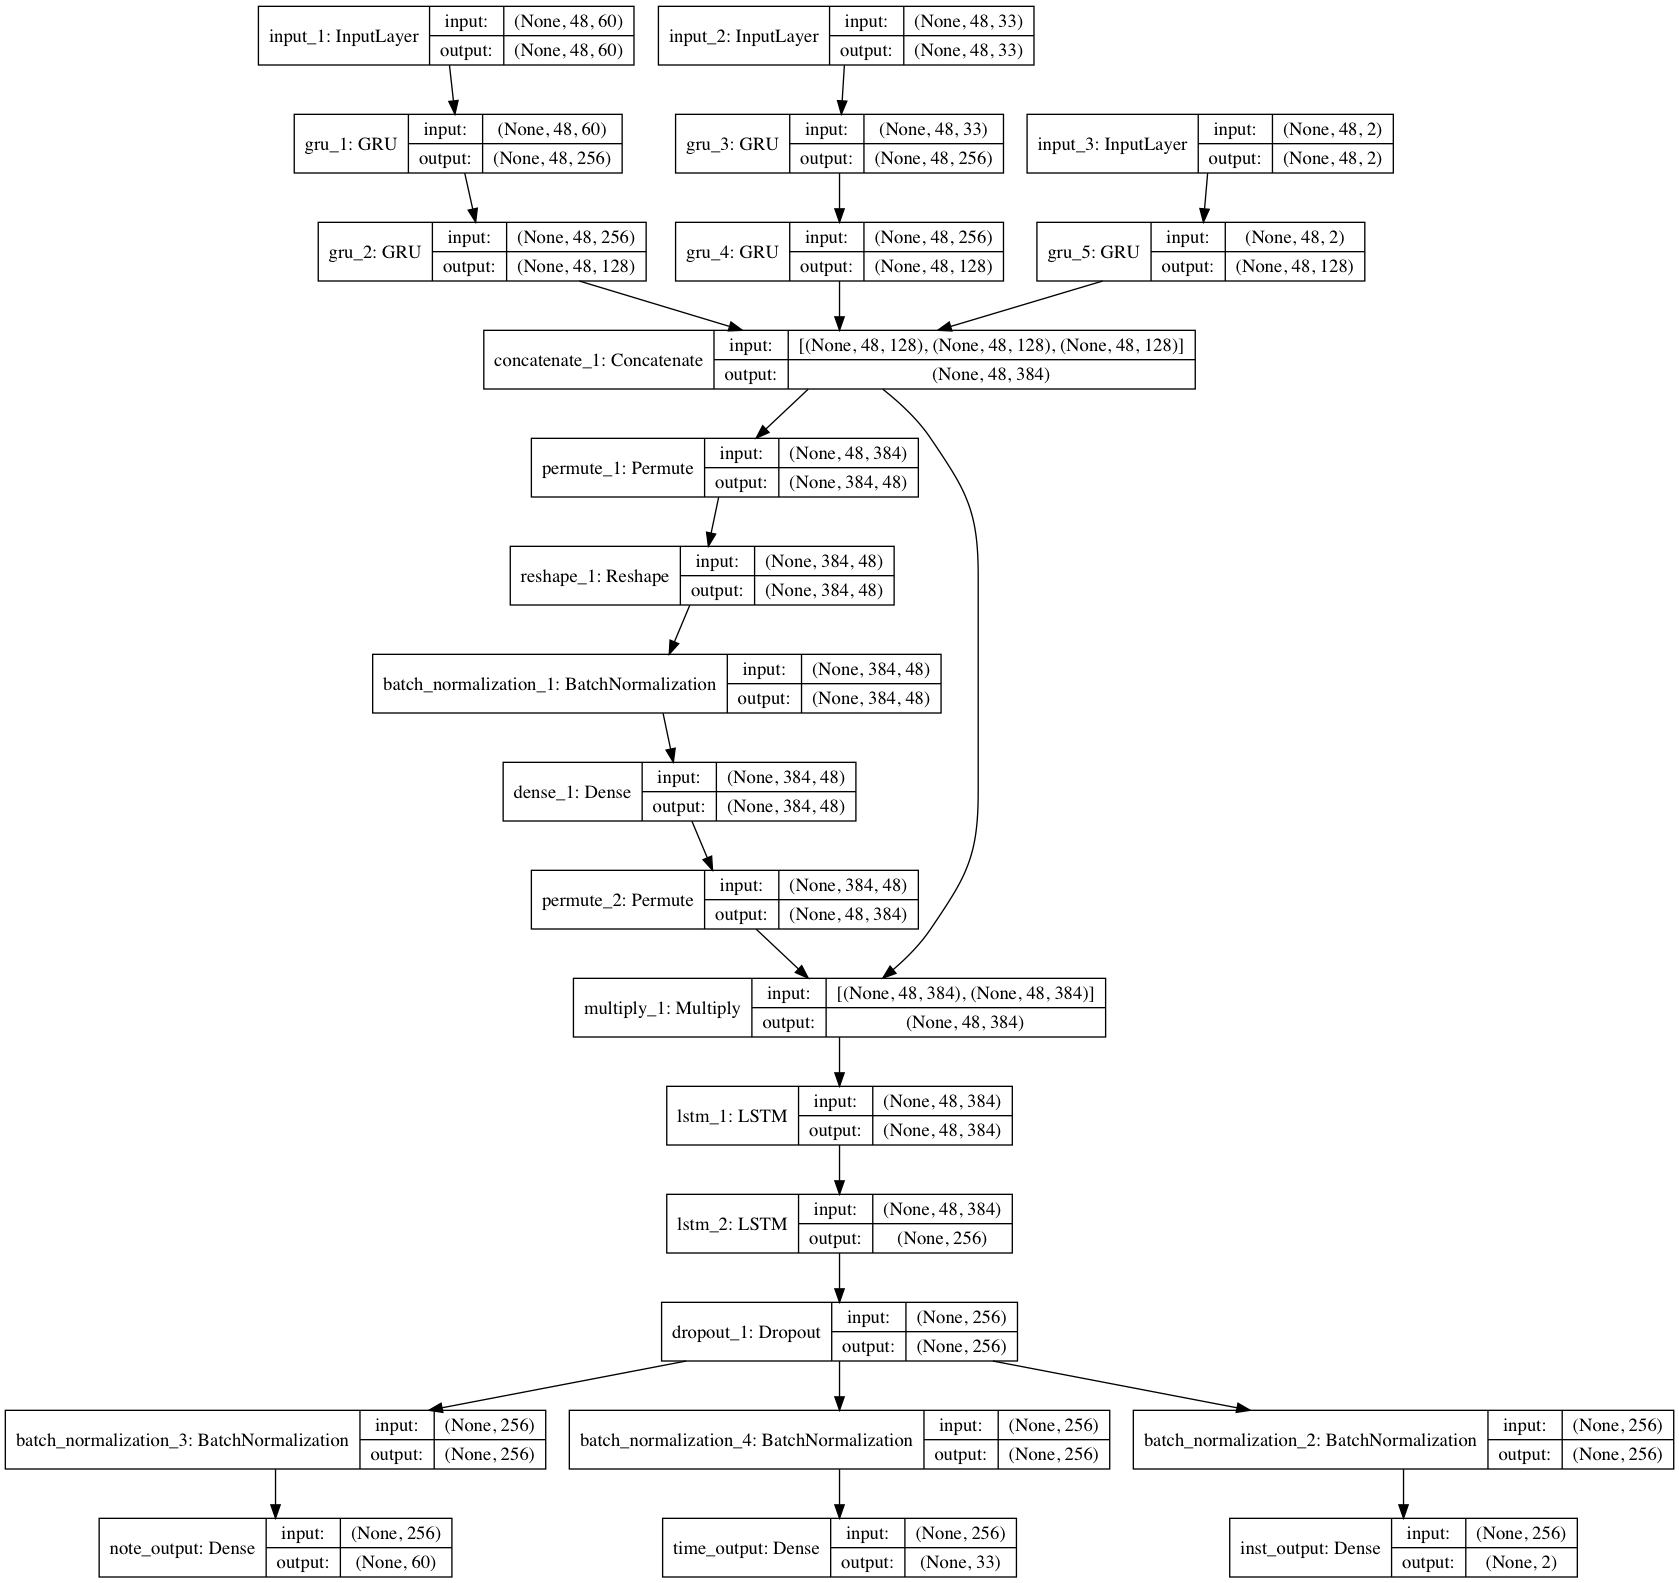 input_1: InputLayer
input: (None, 48, 60)
output: (None, 48, 60)
input_2: InputLayer
input: (None, 48, 33)
output: (None, 48, 33)
gru_1: GRU
input: (None, 48, 60)
output: (None, 48, 256)
gru_3: GRU
input: (None, 48, 33)
output: (None, 48, 256)
input_3: InputLayer
input: (None, 48, 2)
output: (None, 48, 2)
gru_2: GRU
input: (None, 48, 256)
output: (None, 48, 128)
gru_4: GRU
input: (None, 48, 256)
output: (None, 48, 128)
gru_5: GRU
input: (None, 48, 2)
output: (None, 48, 128)
concatenate_1: Concatenate
input: [(None, 48, 128), (None, 48, 128), (None, 48, 128)]
output: (None, 48, 384)
permute_1: Permute
input: (None, 48, 384)
output: (None, 384, 48)
reshape_1: Reshape
input: (None, 384, 48)
output: (None, 384, 48)
batch_normalization_1: BatchNormalization
input: (None, 384, 48)
output: (None, 384, 48)
dense_1: Dense
input: (None, 384, 48)
output: (None, 384, 48)
permute_2: Permute
input: (None, 384, 48)
output: (None, 48, 384)
multiply_1: Multiply
input: [(None, 48, 384), (None, 48, 384)]
output: (None, 48, 384)
lstm_1: LSTM
input: (None, 48, 384)
output: (None, 48, 384)
lstm_2: LSTM
input: (None, 48, 384)
output: (None, 256)
dropout_1: Dropout
input: (None, 256)
output: (None, 256)
batch_normalization_3: BatchNormalization
input: (None, 256)
output: (None, 256)
batch_normalization_4: BatchNormalization
input: (None, 256)
output: (None, 256)
batch_normalization_2: BatchNormalization
input: (None, 256)
output: (None, 256)
note_output: Dense
input: (None, 256)
output: (None, 60)
time_output: Dense
input: (None, 256)
output: (None, 33)
inst_output: Dense
input: (None, 256)
output: (None, 2)